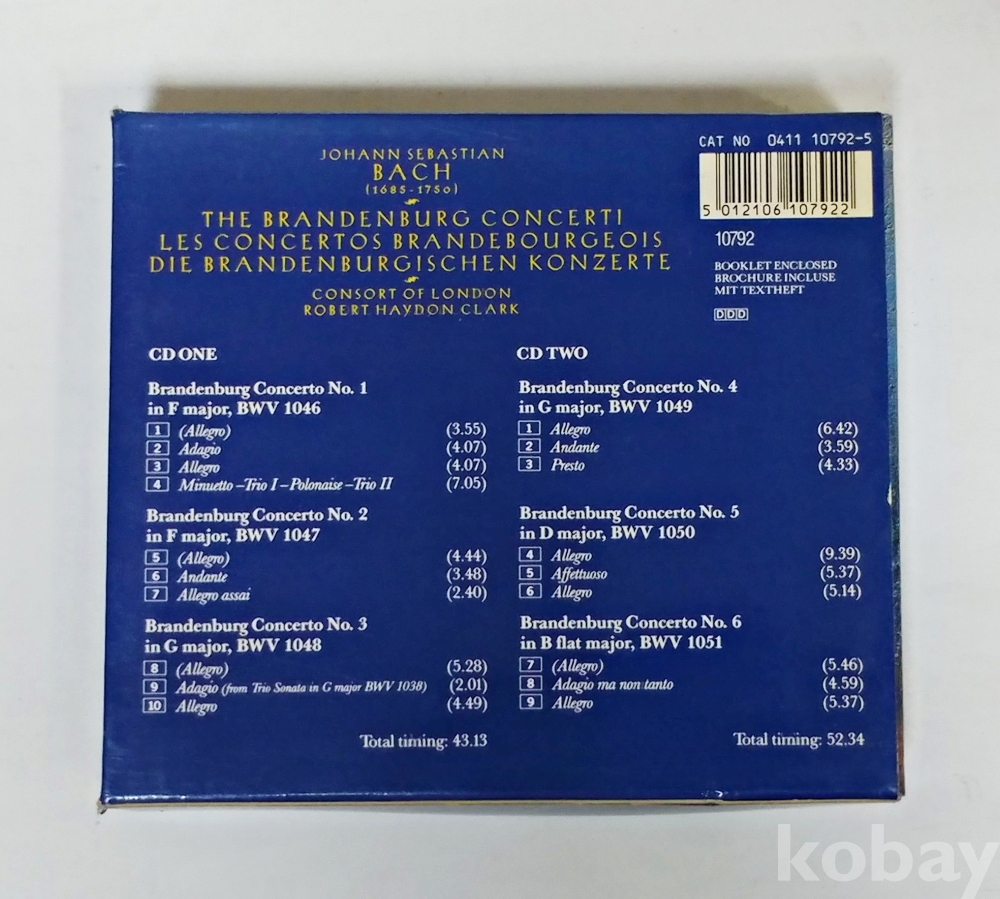 JOHANN SEBASTIAN
BACH
(1685-1750)
THE BRANDENBURG CONCERTI
LES CONCERTOS BRANDEBOURGEOIS
DIE BRANDENBURGISCHEN KONZERTE
CONSORT OF LONDON
ROBERT HAYDON CLARK
CAT NO 0411 10792-5
5 012106 107922
10792
BOOKLET ENCLOSED
BROCHURE INCLUSE
MIT TEXTHEFT
DDD
CD ONE
Brandenburg Concerto No. 1
in F major, BWV 1046
1 (Allegro) (3.55)
2 Adagio (4.07)
3 Allegro (4.07)
4 Minuetto – Trio I – Polonaise – Trio II (7.05)
Brandenburg Concerto No. 2
in F major, BWV 1047
5 (Allegro) (4.44)
6 Andante (3.48)
7 Allegro assai (2.40)
Brandenburg Concerto No. 3
in G major, BWV 1048
8 (Allegro) (5.28)
9 Adagio (from Trio Sonata in G major BWV 1038) (2.01)
10 Allegro (4.49)
Total timing: 43.13
CD TWO
Brandenburg Concerto No. 4
in G major, BWV 1049
1 Allegro (6.42)
2 Andante (3.59)
3 Presto (4.33)
Brandenburg Concerto No. 5
in D major, BWV 1050
4 Allegro (9.39)
5 Affettuoso (5.37)
6 Allegro (5.14)
Brandenburg Concerto No. 6
in B flat major, BWV 1051
7 (Allegro) (5.46)
8 Adagio ma non tanto (4.59)
9 Allegro (5.37)
Total timing: 52.34
kobay